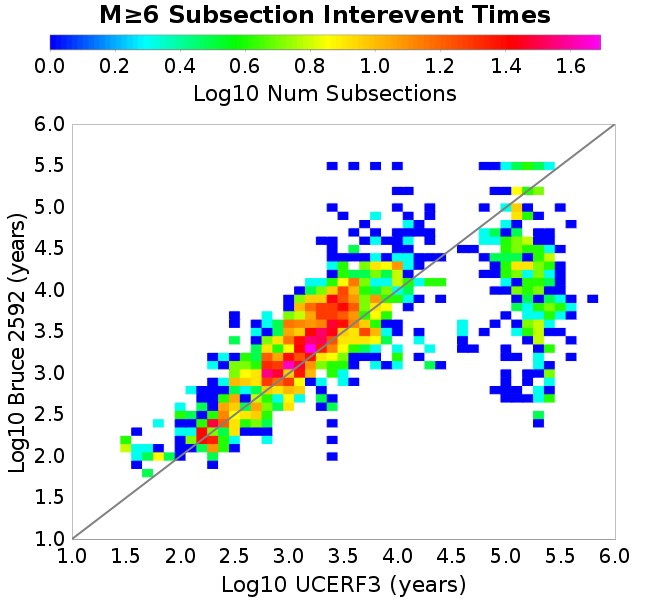 M≥6 Subsection Interevent Times
0.0 0.2 0.4 0.6 0.8 1.0 1.2 1.4 1.6
Log10 Num Subsections
Log10 Bruce 2592 (years)
6.0
5.5
5.0
4.5
4.0
3.5
3.0
2.5
2.0
1.5
1.0
1.0 1.5 2.0 2.5 3.0 3.5 4.0 4.5 5.0 5.5 6.0
Log10 UCERF3 (years)